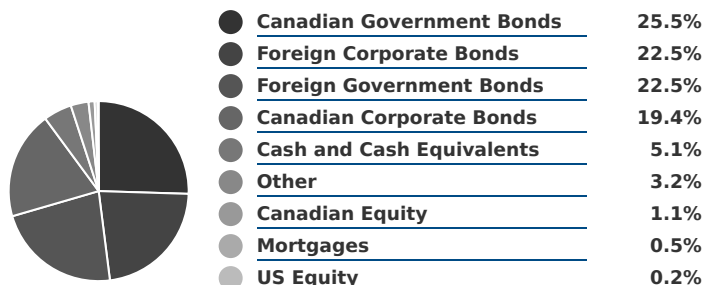 Canadian Government Bonds 25.5%
Foreign Corporate Bonds 22.5%
Foreign Government Bonds 22.5%
Canadian Corporate Bonds 19.4%
Cash and Cash Equivalents 5.1%
Other 3.2%
Canadian Equity 1.1%
Mortgages 0.5%
US Equity 0.2%